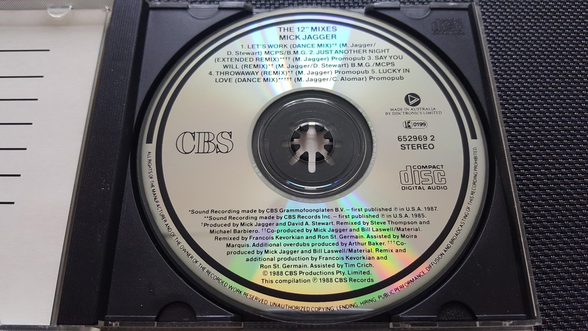 THE 12" MIXES
MICK JAGGER
1. LET'S WORK (DANCE MIX)*† (M. Jagger/
D. Stewart) MCPS/B.M.G. 2. JUST ANOTHER NIGHT
(EXTENDED REMIX)**†† (M. Jagger) Promopub 3. SAY YOU
WILL (REMIX)*† (M. Jagger/D. Stewart) B.M.G./MCPS
4. THROWAWAY (REMIX)*† (M. Jagger) Promopub 5. LUCKY IN
LOVE (DANCE MIX)**††† (M. Jagger/C. Alomar) Promopub
MADE IN AUSTRALIA
BY DISCTRONICS LIMITED
CBS
0199
652969 2
STEREO
COMPACT
disc
DIGITAL AUDIO
*Sound Recording made by CBS Grammofoonplaten B.V. – first published ℗ in U.S.A. 1987.
**Sound Recording made by CBS Records Inc. – first published ℗ in U.S.A. 1985.
†Produced by Mick Jagger and David A. Stewart. Remixed by Steve Thompson and
Michael Barbiero. ††Co-produced by Mick Jagger and Bill Laswell/Material.
Remixed by Francois Kevorkian and Ron St. Germain. Assisted by Moira
Marquis. Additional overdubs produced by Arthur Baker. †††Co-
produced by Mick Jagger and Bill Laswell/Material. Remix and
additional production by Francois Kevorkian and
Ron St. Germain. Assisted by Tim Crich.
© 1988 CBS Productions Pty. Limited.
This compilation ℗ 1988 CBS Records
ALL RIGHTS OF THE MANUFACTURER AND OF THE OWNER OF THE RECORDED WORK RESERVED. UNAUTHORIZED COPYING, LENDING, HIRING, PUBLIC PERFORMANCE, DIFFUSION AND BROADCASTING OF THIS RECORDING PROHIBITED